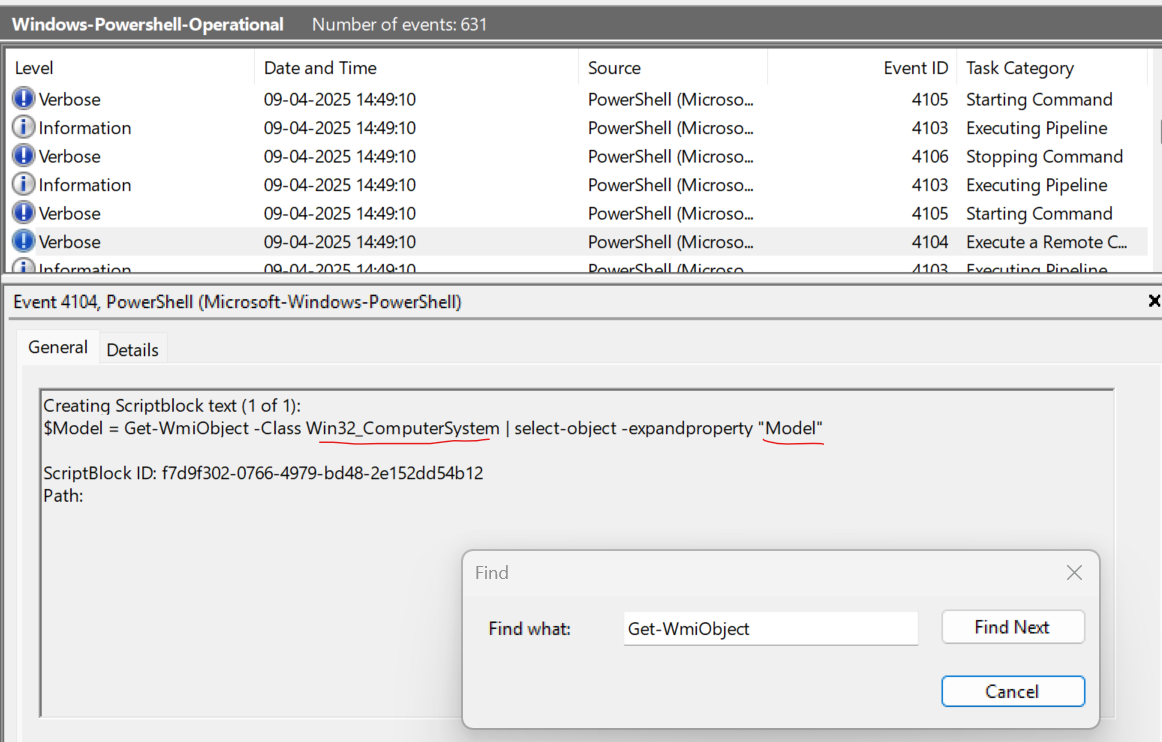 Windows-Powershell-Operational Number of events: 631
Level Date and Time Source Event ID Task Category
Verbose 09-04-2025 14:49:10 PowerShell (Microso... 4105 Starting Command
Information 09-04-2025 14:49:10 PowerShell (Microso... 4103 Executing Pipeline
Verbose 09-04-2025 14:49:10 PowerShell (Microso... 4106 Stopping Command
Information 09-04-2025 14:49:10 PowerShell (Microso... 4103 Executing Pipeline
Verbose 09-04-2025 14:49:10 PowerShell (Microso... 4105 Starting Command
Verbose 09-04-2025 14:49:10 PowerShell (Microso... 4104 Execute a Remote C...
Information 09-04-2025 14:49:10 PowerShell (Microso... 4103 Executing Pipeline
Event 4104, PowerShell (Microsoft-Windows-PowerShell)
General Details
Creating Scriptblock text (1 of 1):
$Model = Get-WmiObject -Class Win32_ComputerSystem | select-object -expandproperty "Model"
ScriptBlock ID: f7d9f302-0766-4979-bd48-2e152dd54b12
Path:
Find
Find what: Get-WmiObject Find Next
Cancel